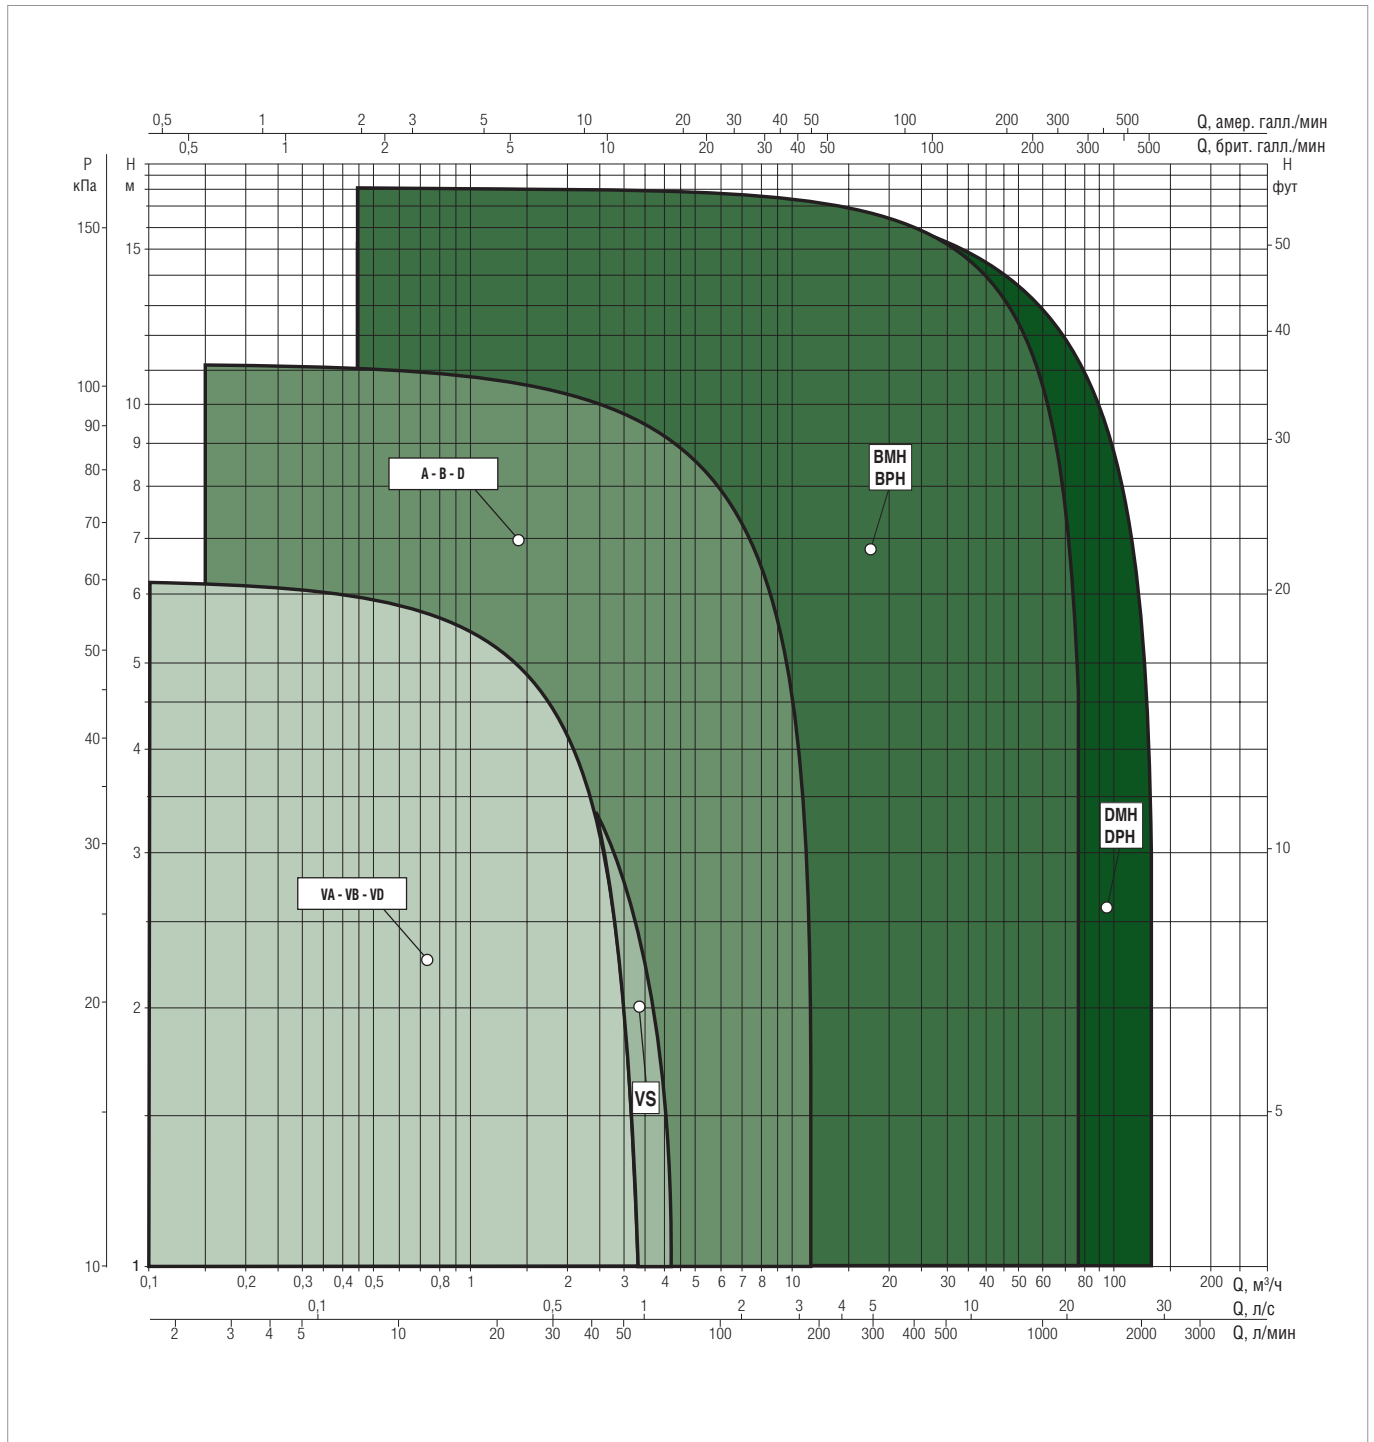 0,5 1 2 3 5 10 20 30 40 50 100 200 300 500 Q, амер. галл./мин
0,5 1 2 5 10 20 30 40 50 100 200 300 500 Q, брит. галл./мин
P H H
кПа м фут
150
15
50
40
100
10
90
9
30
80
8
70
7
60
6
20
50
5
40
4
30
3
10
20
2
5
10
1
A - B - D
BMH
BPH
DMH
DPH
VA - VB - VD
VS
0,1 0,2 0,3 0,4 0,5 0,8 1 2 3 4 5 6 7 8 10 20 30 40 50 60 80 100 200 Q, м³/ч
0,1 0,5 1 2 3 4 5 10 20 30 Q, л/с
2 3 4 5 10 20 30 40 50 100 200 300 400 500 1000 2000 3000 Q, л/мин